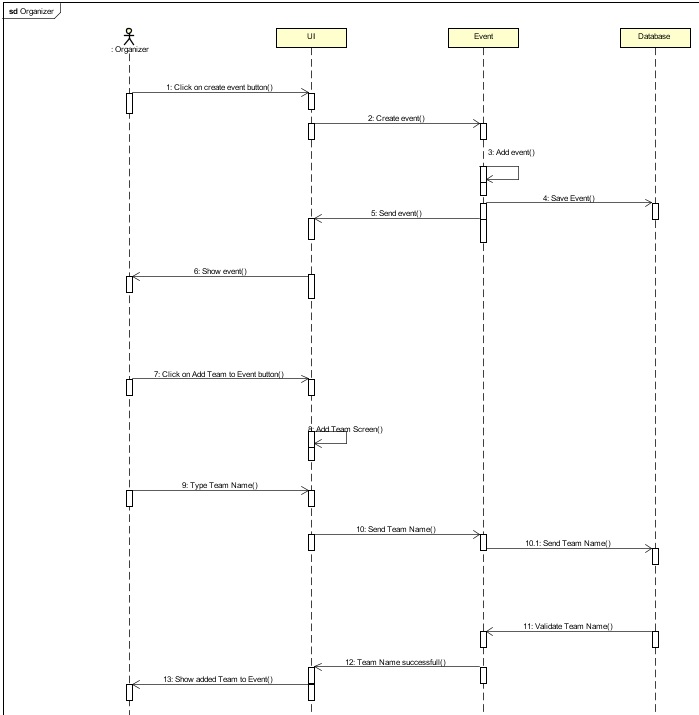 sd Organizer
: Organizer
UI
Event
Database
1: Click on create event button()
2: Create event()
3: Add event()
4: Save Event()
5: Send event()
6: Show event()
7: Click on Add Team to Event button()
8: Add Team Screen()
9: Type Team Name()
10: Send Team Name()
10.1: Send Team Name()
11: Validate Team Name()
12: Team Name successfull()
13: Show added Team to Event()